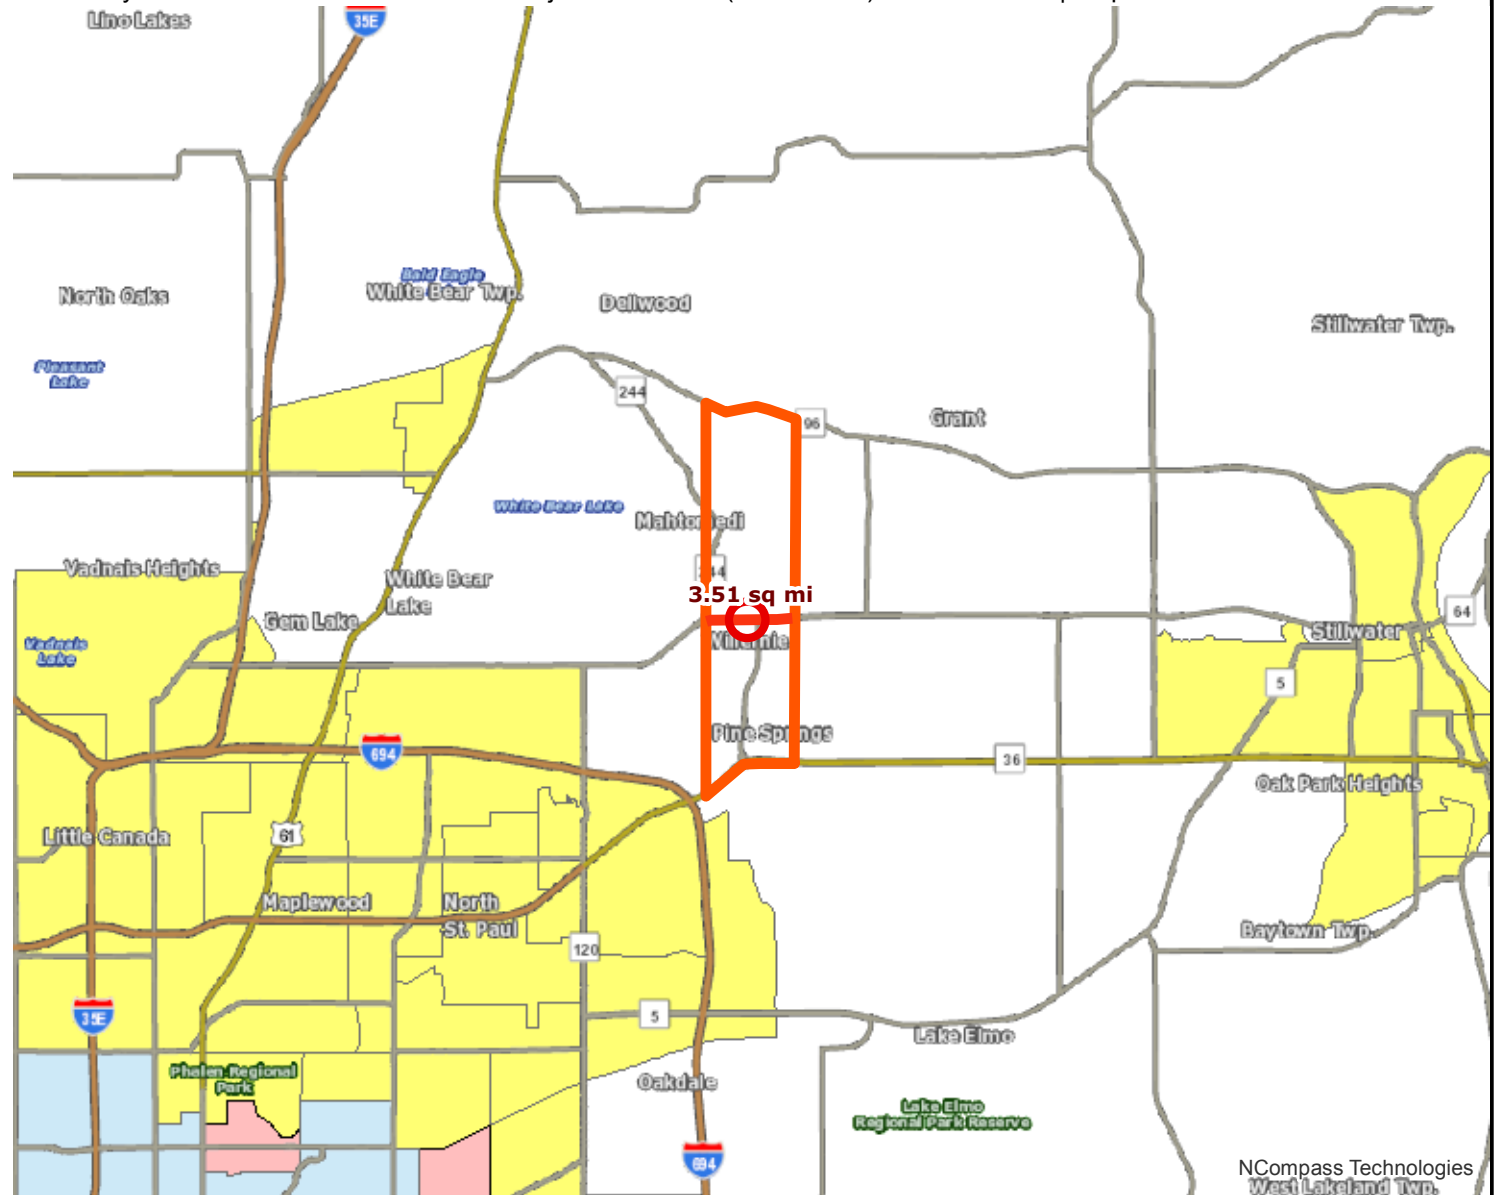 Lino Lakes
35E
North Oaks
Bald Eagle
White Bear Twp.
Dellwood
Stillwater Twp.
Pleasant
Lake
244
96
Grant
White Bear Lake
Mahtomedi
244
Vadnais Heights
White Bear
Lake
3.51 sq mi
64
Gem Lake
Vadnais
Lake
Willernie
Stillwater
5
Pine Springs
694
36
Oak Park Heights
61
Little Canada
Maplewood
North
St. Paul
120
Baytown Twp.
35E
5
Lake Elmo
Phalen Regional
Park
Oakdale
Lake Elmo
Regional Park Reserve
694
NCompass Technologies
West Lakeland Twp.